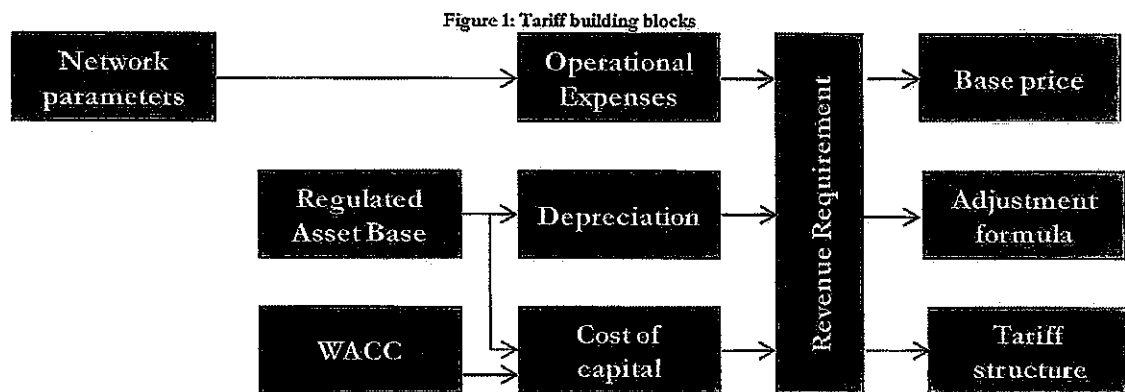 Figure 1: Tariff building blocks
Network
parameters
Operational
Expenses
Base price
Regulated
Asset Base
Depreciation
Revenue Requirement
Adjustment
formula
WACC
Cost of
capital
Tariff
structure